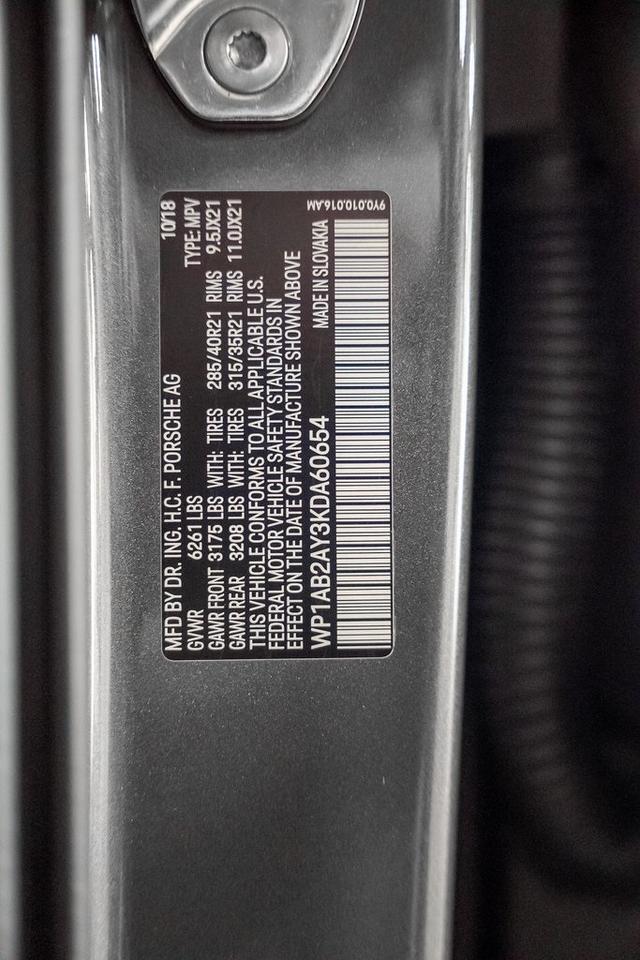 MFD BY DR. ING. H.C. F. PORSCHE AG 10/18
GVWR 6261 LBS TYPE: MPV
GAWR FRONT 3175 LBS WITH: TIRES 285/40R21 RIMS 9.5JX21
GAWR REAR 3208 LBS WITH: TIRES 315/35R21 RIMS 11.0JX21
THIS VEHICLE CONFORMS TO ALL APPLICABLE U.S.
FEDERAL MOTOR VEHICLE SAFETY STANDARDS IN
EFFECT ON THE DATE OF MANUFACTURE SHOWN ABOVE
WP1AB2AY3KDA60654 MADE IN SLOVAKIA
9Y0.010.016.AM